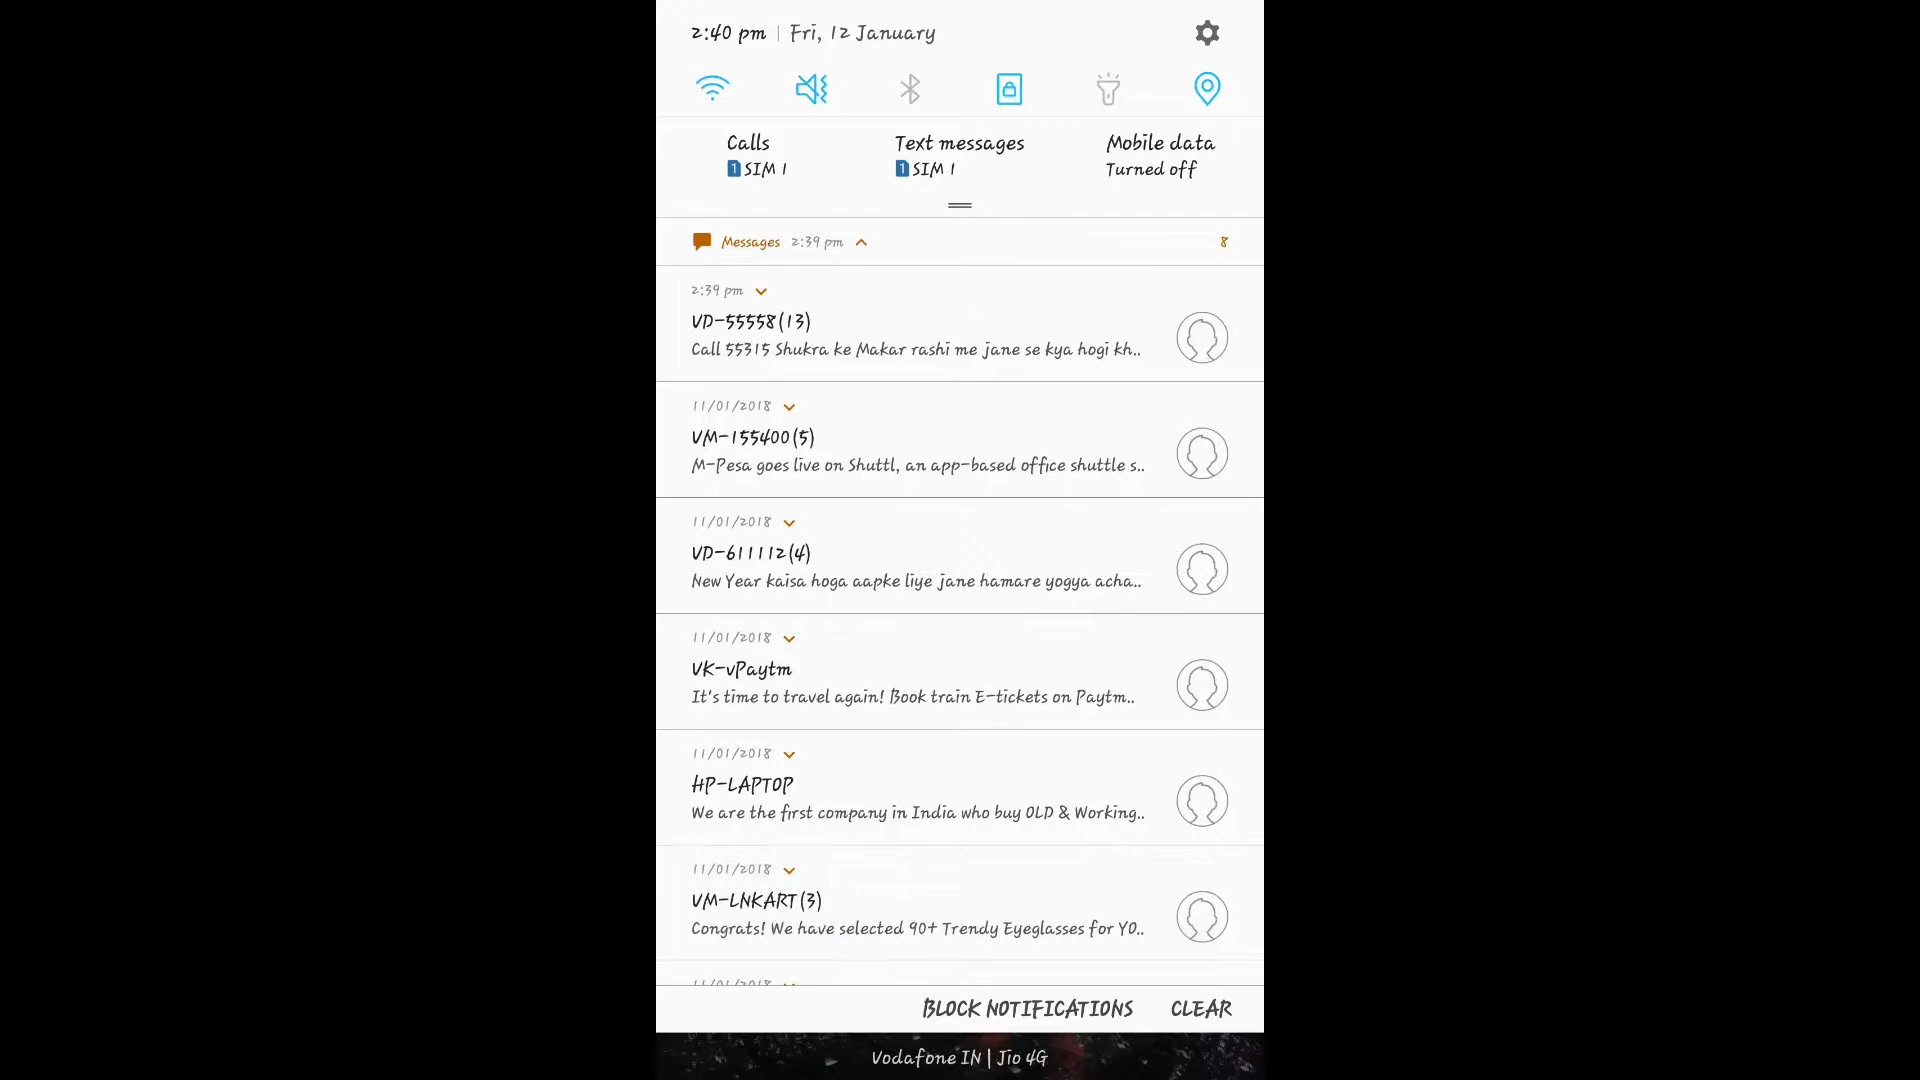 2:40 pm | Fri, 12 January
Calls
1 SIM 1
Text messages
1 SIM 1
Mobile data
Turned off
Messages 2:39 pm 8
2:39 pm
VD-55558(13)
Call 55315 Shukra ke Makar rashi me jane se kya hogi kh..
11/01/2018
VM-155400(5)
M-Pesa goes live on Shuttl, an app-based office shuttle s..
11/01/2018
VD-611112(4)
New Year kaisa hoga aapke liye jane hamare yogya acha..
11/01/2018
VK-vPaytm
It's time to travel again! Book train E-tickets on Paytm..
11/01/2018
HP-LAPTOP
We are the first company in India who buy OLD & Working..
11/01/2018
VM-LNKART(3)
Congrats! We have selected 90+ Trendy Eyeglasses for YO..
11/01/2018
BLOCK NOTIFICATIONS CLEAR
Vodafone IN | Jio 4G